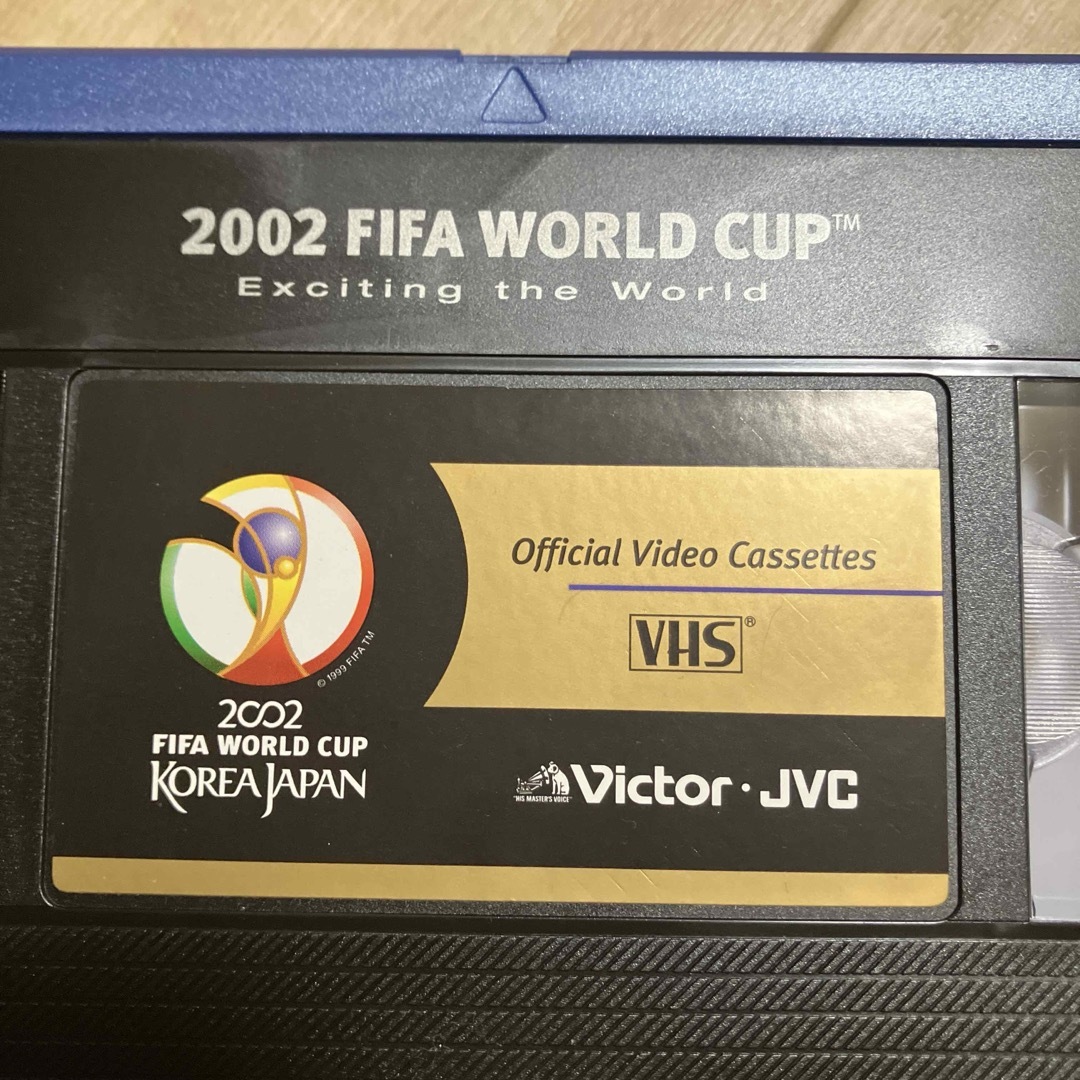 2002 FIFA WORLD CUP™
Exciting the World
Official Video Cassettes
VHS®
© 1999 FIFA TM
2002
FIFA WORLD CUP
KOREA JAPAN
"HIS MASTER'S VOICE"
Victor · JVC